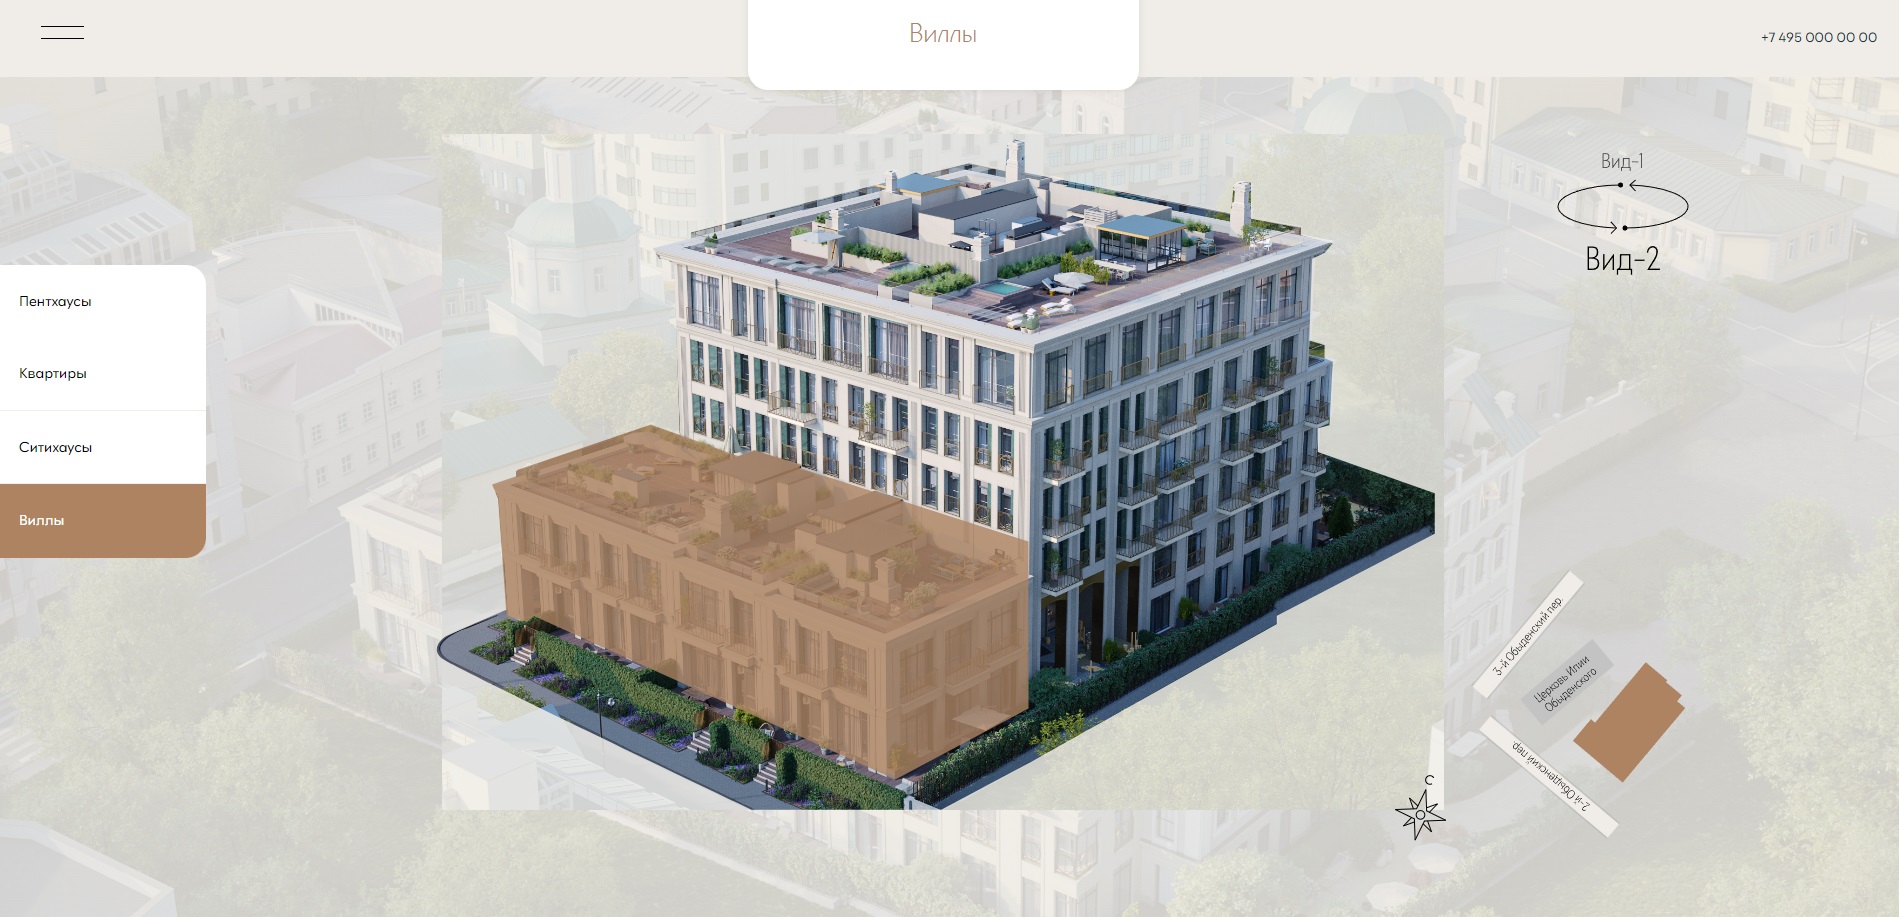 Виллы
+7 495 000 00 00
Вид-1
Вид-2
Пентхаусы
Квартиры
Ситихаусы
Виллы
3-й Обыденский пер.
Церковь Илии
Обыденского
2-й Обыденский пер.
С